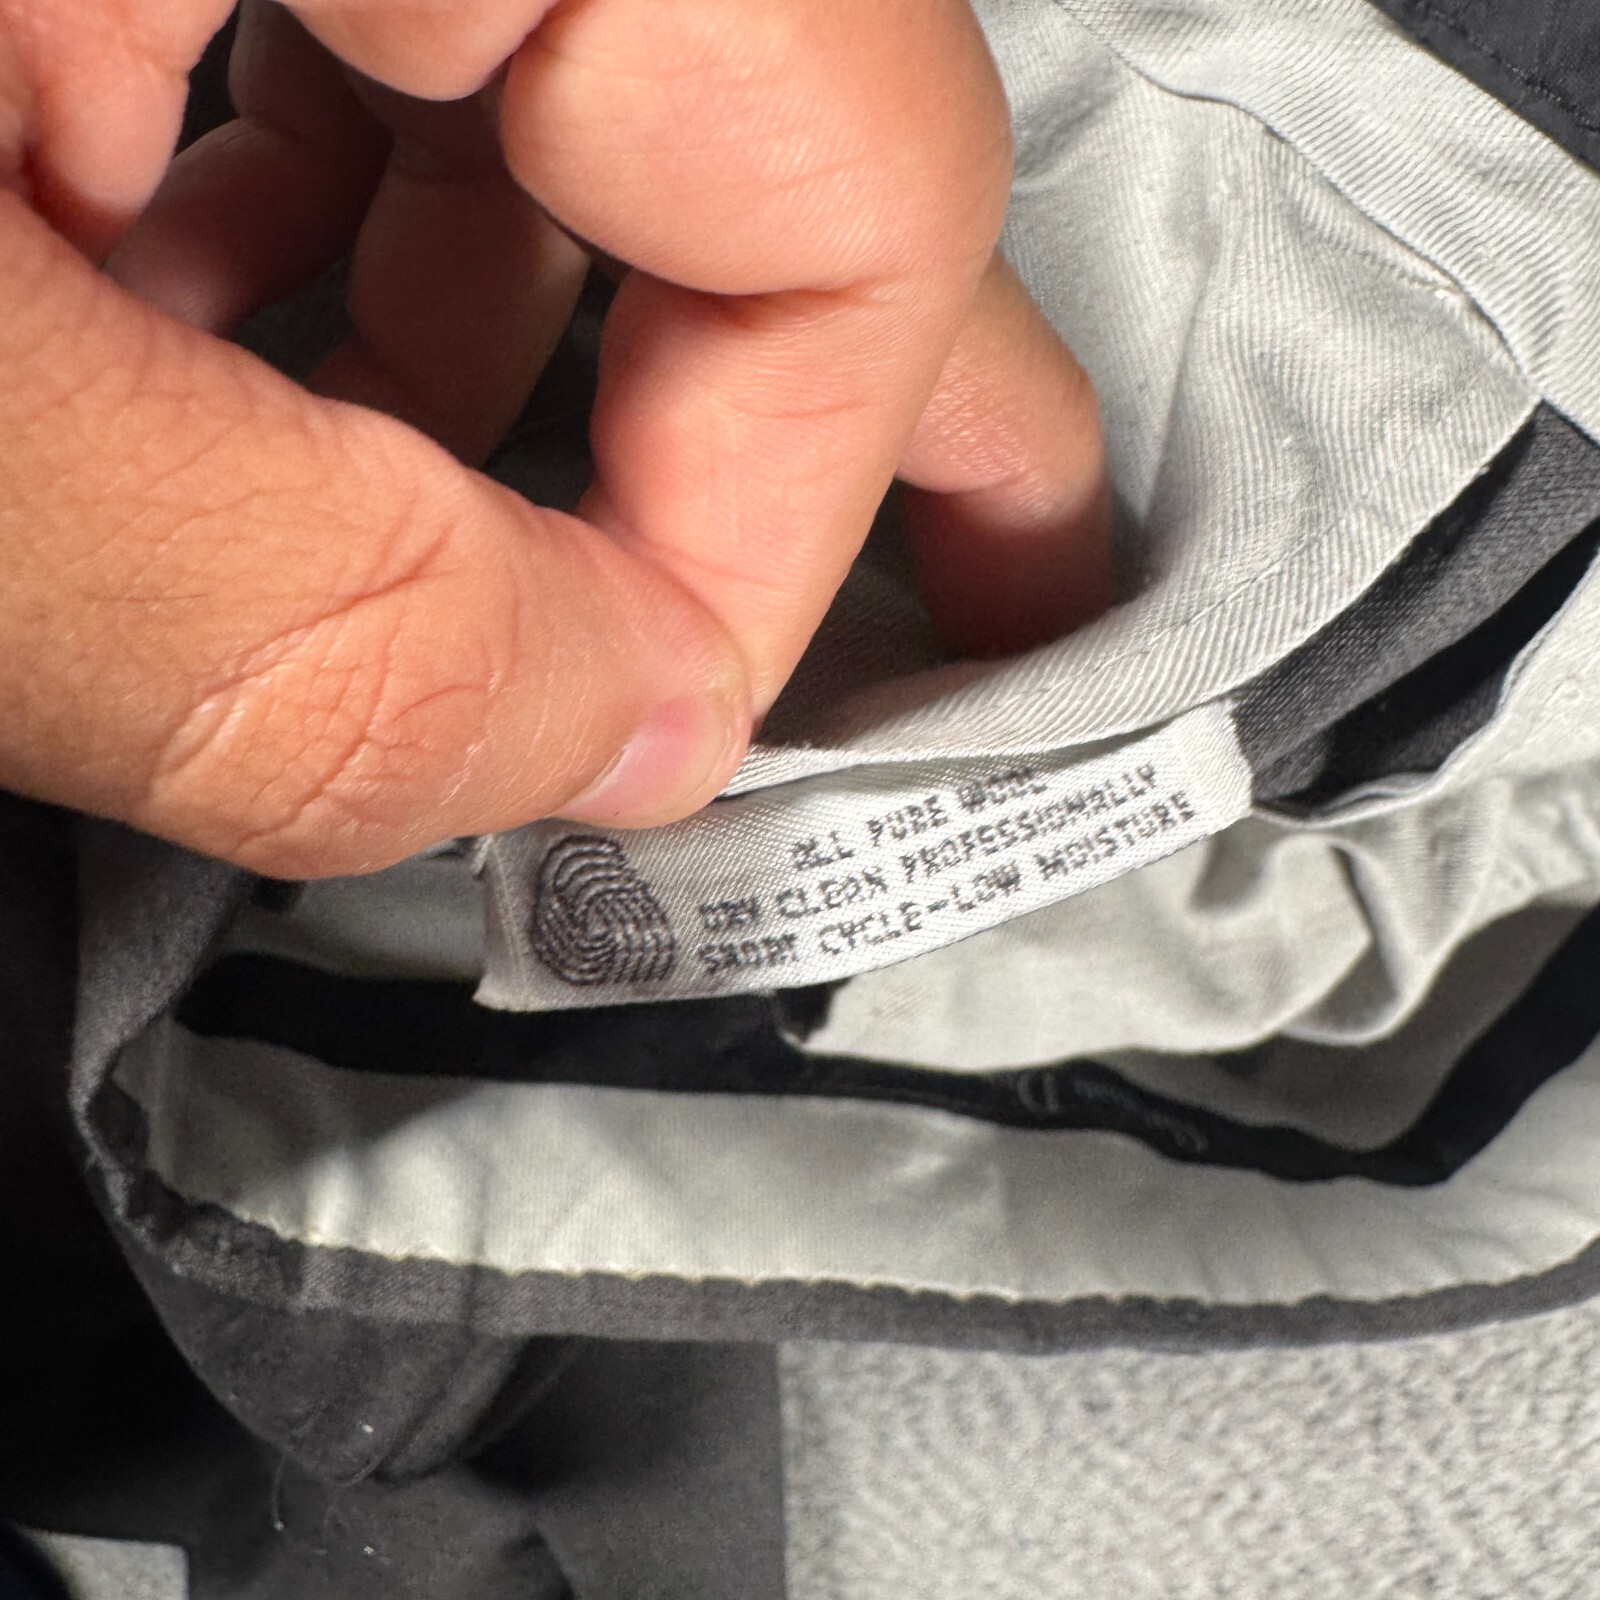 ALL PURE WOOL
DRY CLEAN PROFESSIONALLY
SHORT CYCLE-LOW MOISTURE